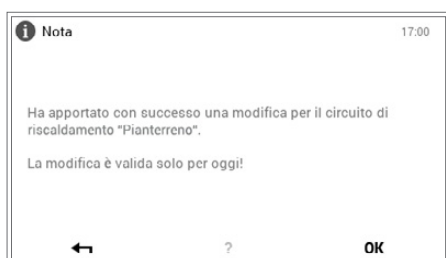 Nota
17:00
Ha apportato con successo una modifica per il circuito di
riscaldamento "Pianterreno".
La modifica è valida solo per oggi!
?
OK